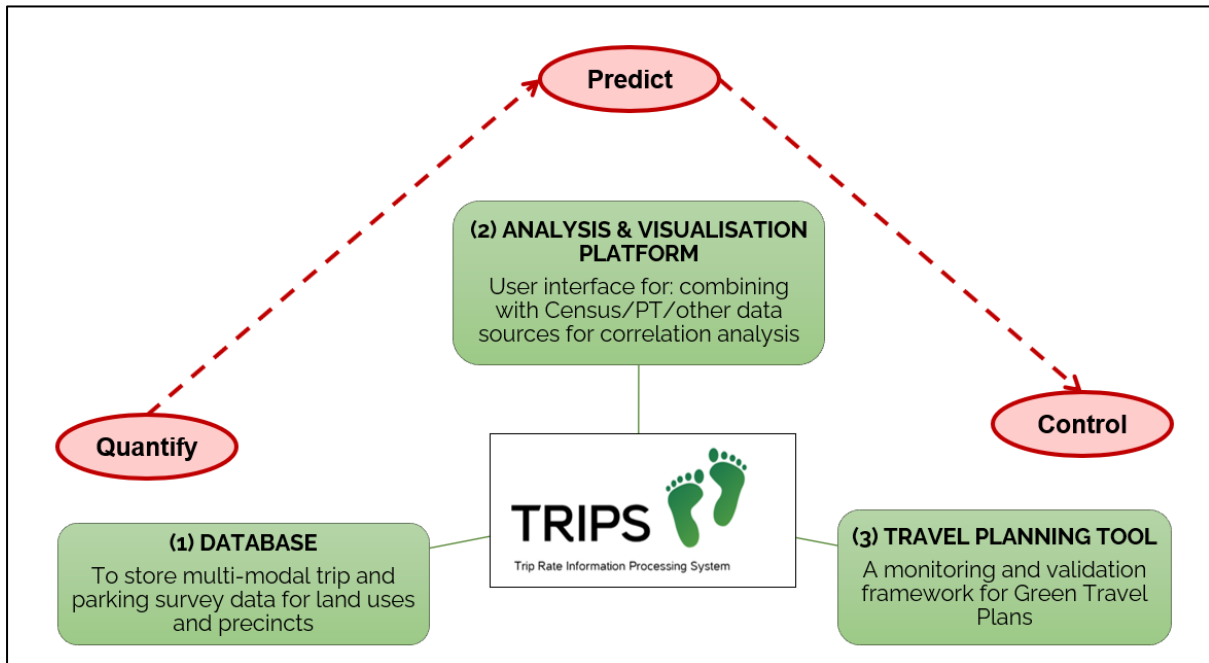 Predict
(2) ANALYSIS & VISUALISATION
PLATFORM
User interface for: combining
with Census/PT/other data
sources for correlation analysis
Quantify
Control
TRIPS
Trip Rate Information Processing System
(1) DATABASE
To store multi-modal trip and
parking survey data for land uses
and precincts
(3) TRAVEL PLANNING TOOL
A monitoring and validation
framework for Green Travel
Plans